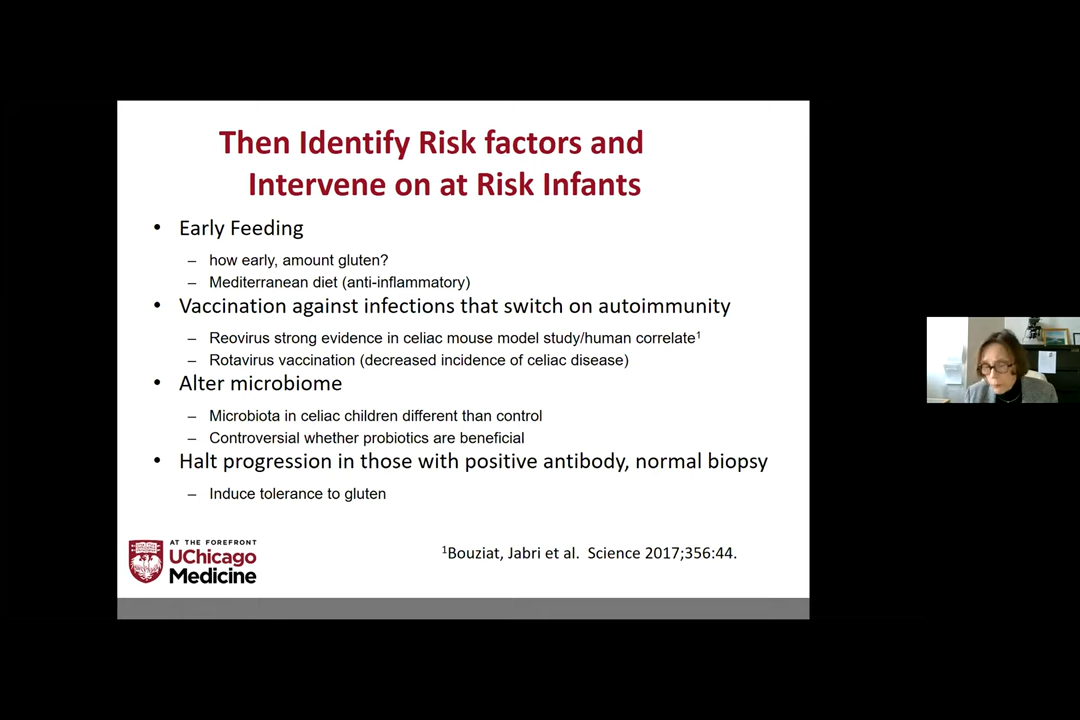 Then Identify Risk factors and
Intervene on at Risk Infants
• Early Feeding
– how early, amount gluten?
– Mediterranean diet (anti-inflammatory)
• Vaccination against infections that switch on autoimmunity
– Reovirus strong evidence in celiac mouse model study/human correlate¹
– Rotavirus vaccination (decreased incidence of celiac disease)
• Alter microbiome
– Microbiota in celiac children different than control
– Controversial whether probiotics are beneficial
• Halt progression in those with positive antibody, normal biopsy
– Induce tolerance to gluten
AT THE FOREFRONT
UChicago
Medicine
¹Bouziat, Jabri et al. Science 2017;356:44.